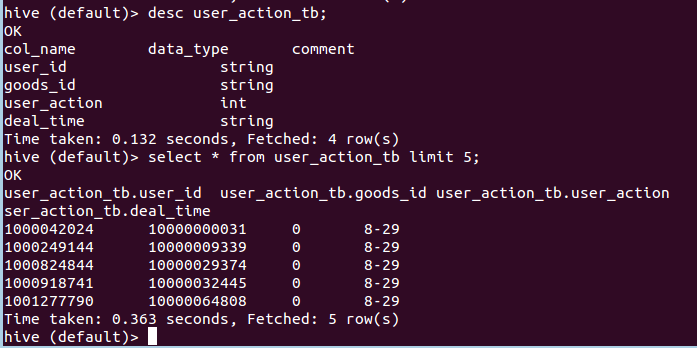 hive (default)> desc user_action_tb;
OK
col_name data_type comment
user_id string
goods_id string
user_action int
deal_time string
Time taken: 0.132 seconds, Fetched: 4 row(s)
hive (default)> select * from user_action_tb limit 5;
OK
user_action_tb.user_id user_action_tb.goods_id user_action_tb.user_action
ser_action_tb.deal_time
1000042024 10000000031 0 8-29
1000249144 10000009339 0 8-29
1000824844 10000029374 0 8-29
1000918741 10000032445 0 8-29
1001277790 10000064808 0 8-29
Time taken: 0.363 seconds, Fetched: 5 row(s)
hive (default)>